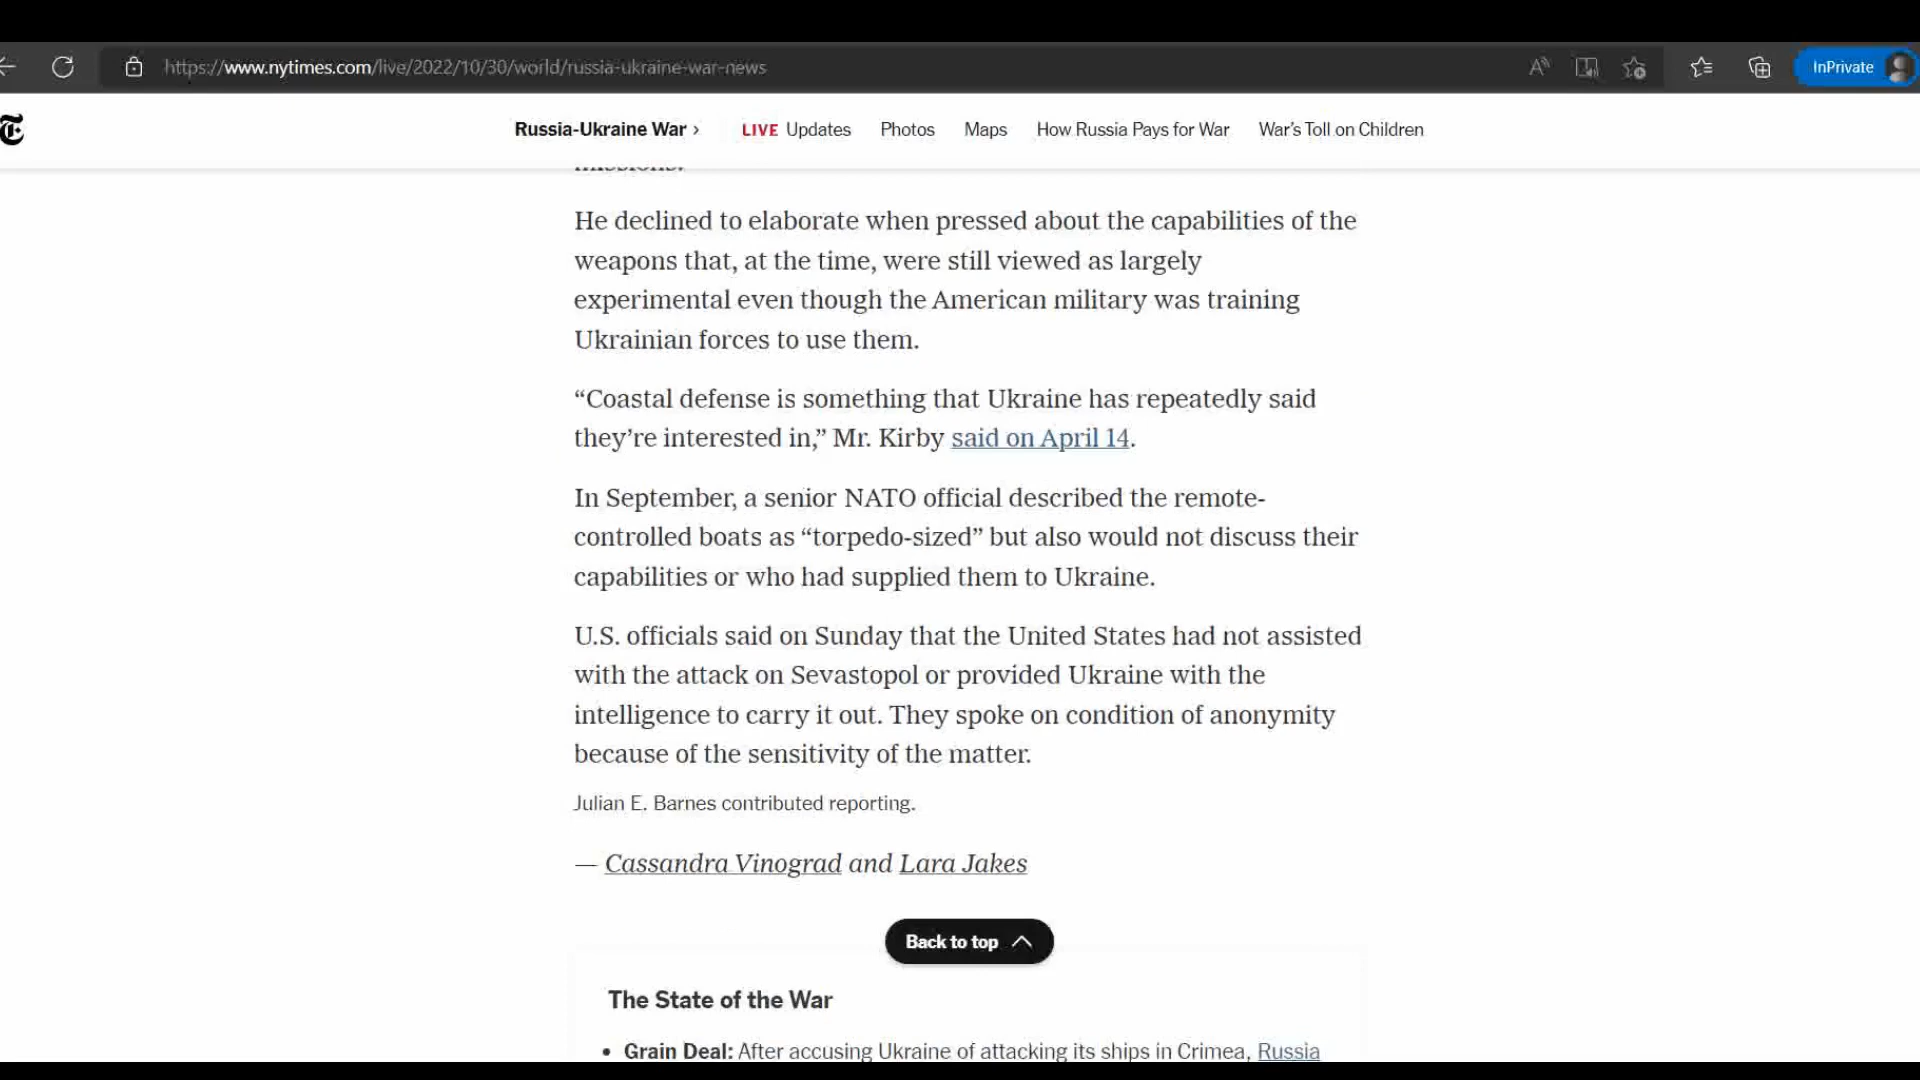 https://www.nytimes.com/live/2022/10/30/world/russia-ukraine-war-news
InPrivate
Russia-Ukraine War › LIVE Updates Photos Maps How Russia Pays for War War's Toll on Children
missions.
He declined to elaborate when pressed about the capabilities of the
weapons that, at the time, were still viewed as largely
experimental even though the American military was training
Ukrainian forces to use them.
“Coastal defense is something that Ukraine has repeatedly said
they’re interested in,” Mr. Kirby said on April 14.
In September, a senior NATO official described the remote-
controlled boats as “torpedo-sized” but also would not discuss their
capabilities or who had supplied them to Ukraine.
U.S. officials said on Sunday that the United States had not assisted
with the attack on Sevastopol or provided Ukraine with the
intelligence to carry it out. They spoke on condition of anonymity
because of the sensitivity of the matter.
Julian E. Barnes contributed reporting.
— Cassandra Vinograd and Lara Jakes
Back to top
The State of the War
• Grain Deal: After accusing Ukraine of attacking its ships in Crimea, Russia